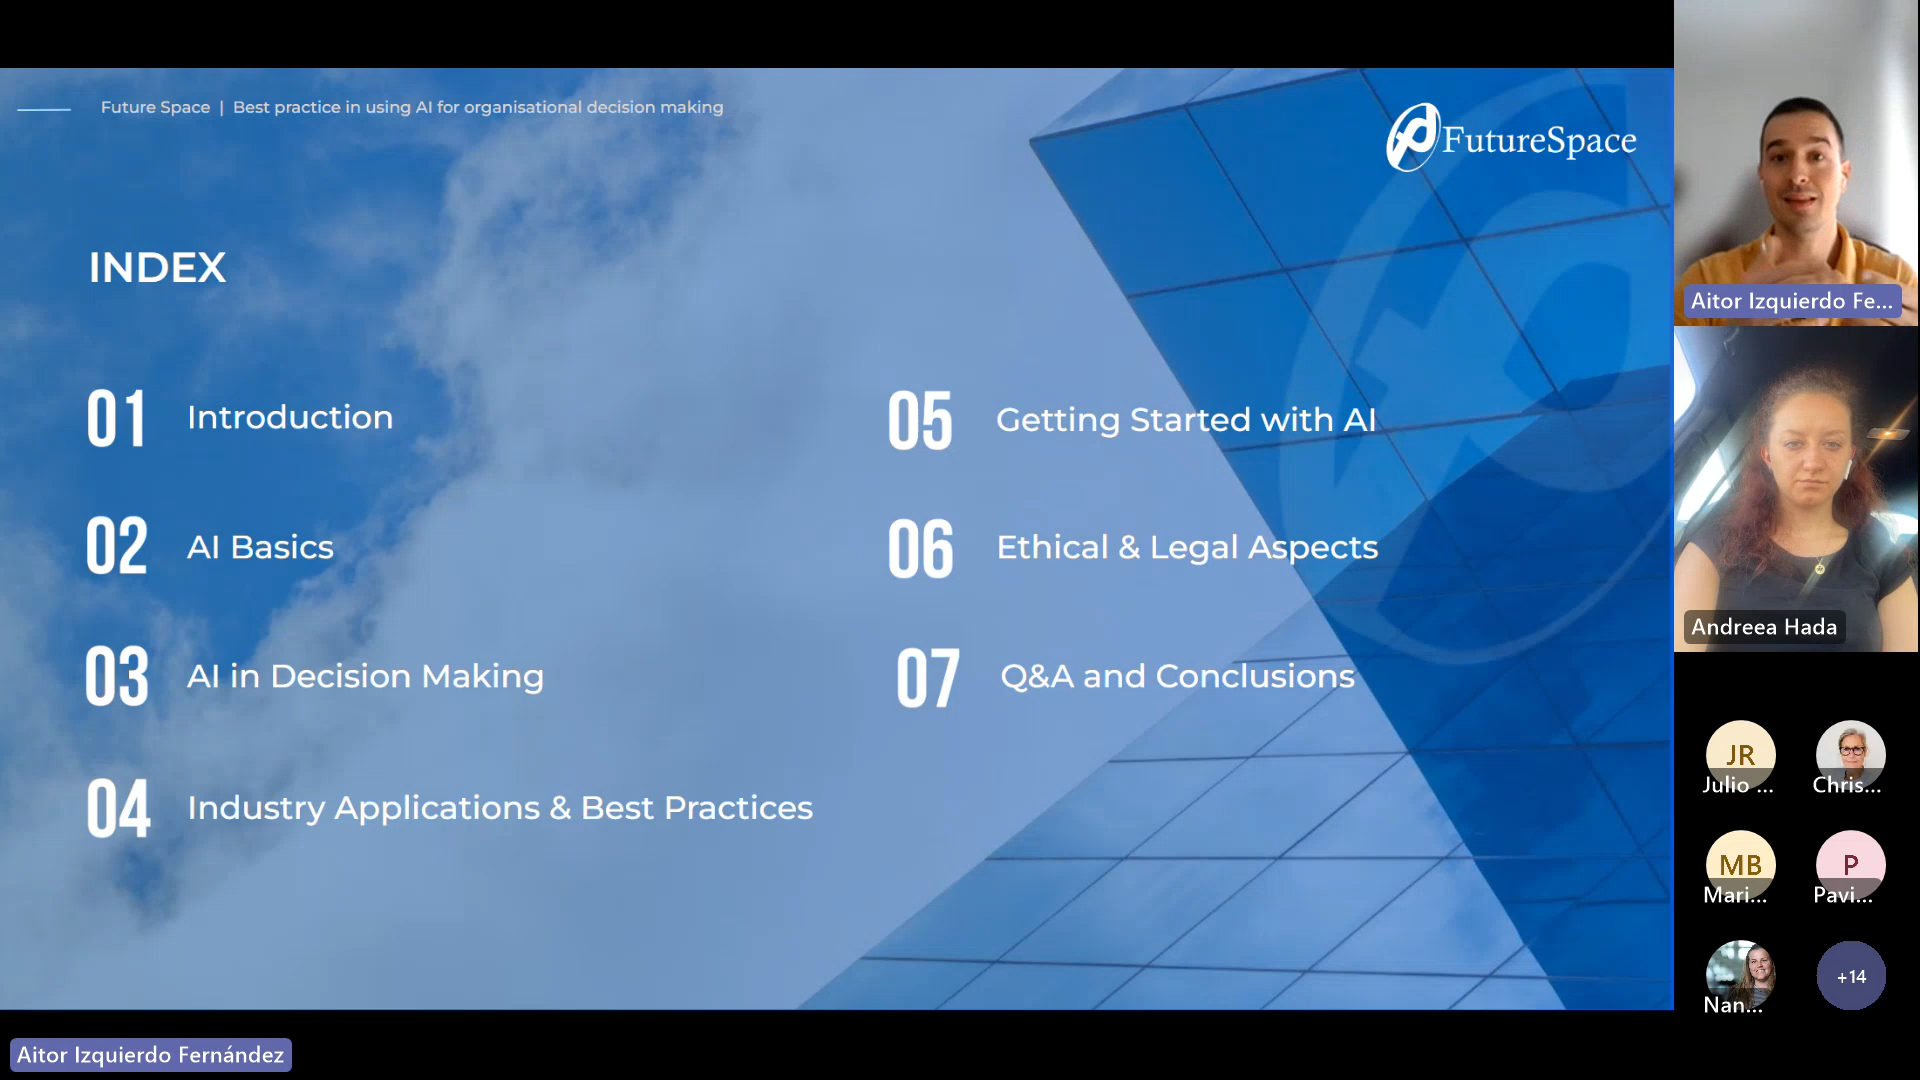 Future Space | Best practice in using AI for organisational decision making
FutureSpace
INDEX
01 Introduction
02 AI Basics
03 AI in Decision Making
04 Industry Applications & Best Practices
05 Getting Started with AI
06 Ethical & Legal Aspects
07 Q&A and Conclusions
Aitor Izquierdo Fe...
Andreea Hada
JR
Julio ...
Chris...
MB
Mari...
P
Pavi...
Nan...
+14
Aitor Izquierdo Fernández